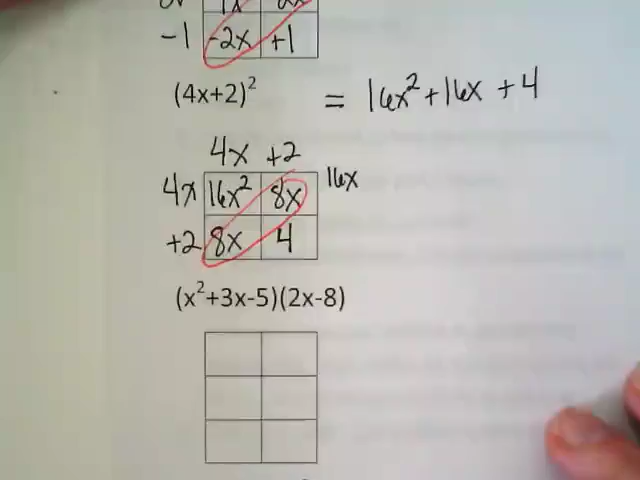 -1 -2x +1
(4x+2)² = 16x²+16x +4
4x +2
4x 16x² 8x 16x
+2 8x 4
(x²+3x-5)(2x-8)